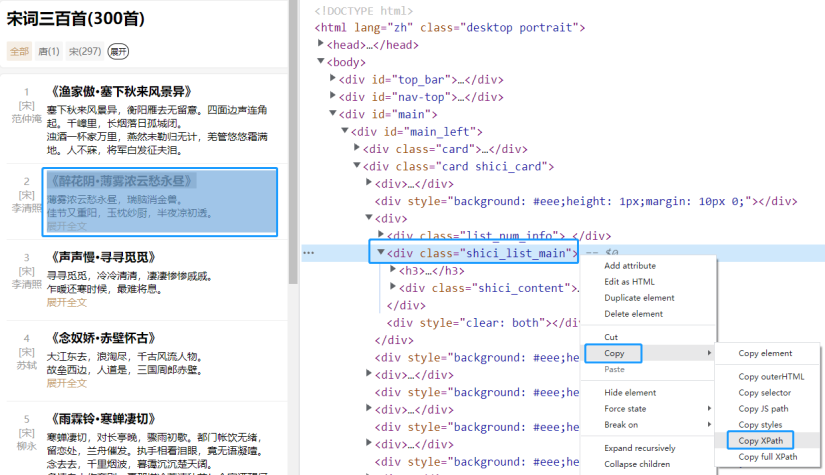 宋词三百首(300首)
全部 唐(1) 宋(297) 展开
1
[宋]
范仲淹
《渔家傲•塞下秋来风景异》
塞下秋来风景异，衡阳雁去无留意。四面边声连角
起。千嶂里，长烟落日孤城闭。
浊酒一杯家万里，燕然未勒归无计，羌管悠悠霜满
地。人不寐，将军白发征夫泪。
2
[宋]
李清照
《醉花阴•薄雾浓云愁永昼》
薄雾浓云愁永昼，瑞脑消金兽。
佳节又重阳，玉枕纱厨，半夜凉初透。
展开全文
3
[宋]
李清照
《声声慢•寻寻觅觅》
寻寻觅觅，冷冷清清，凄凄惨惨戚戚。
乍暖还寒时候，最难将息。
展开全文
4
[宋]
苏轼
《念奴娇•赤壁怀古》
大江东去，浪淘尽，千古风流人物。
故垒西边，人道是，三国周郎赤壁。
展开全文
5
[宋]
柳永
《雨霖铃•寒蝉凄切》
寒蝉凄切，对长亭晚，骤雨初歇。都门帐饮无绪，
留恋处，兰舟催发。执手相看泪眼，竟无语凝噎。
念去去，千里烟波，暮霭沉沉楚天阔。
<!DOCTYPE html>
<html lang="zh" class="desktop portrait">
<head>…</head>
<body>
<div id="top_bar">…</div>
<div id="nav-top">…</div>
<div id="main">
<div id="main_left">
<div class="card">…</div>
<div class="card shici_card">
<div>…</div>
<div style="background: #eee;height: 1px;margin: 10px 0;"></div>
<div>
<div class="list_num_info"> </div>
<div class="shici_list_main"> == $0
<h3>…</h3>
<div class="shici_content">…
</div>
<div style="clear: both"></di
</div>
<div style="background: #eee;he
<div>…</div>
<div style="background: #eee;he
<div>…</div>
<div style="background: #eee;he
<div>…</div>
<div style="background: #eee;he
<div>…</div>
<div style="background: #eee;he
Add attribute
Edit as HTML
Duplicate element
Delete element
Cut
Copy
Paste
Hide element
Force state
Break on
Expand recursively
Collapse children
Copy element
Copy outerHTML
Copy selector
Copy JS path
Copy styles
Copy XPath
Copy full XPath